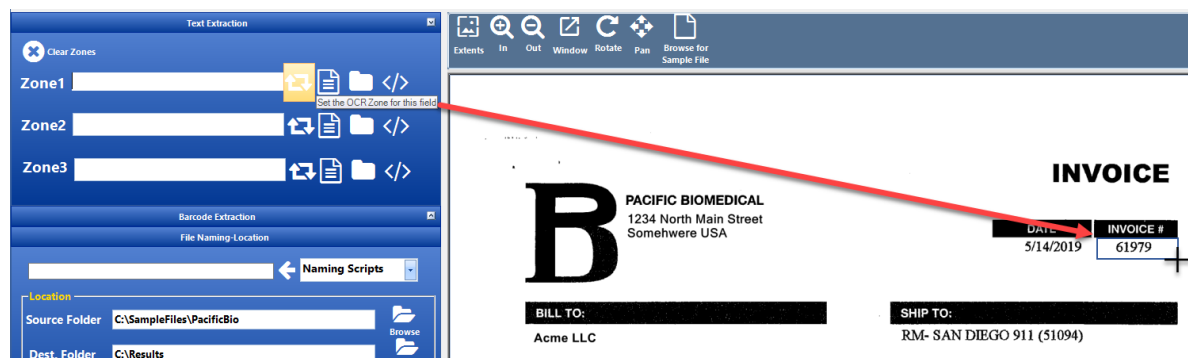 Text Extraction
Clear Zones
Zone1
Set the OCR Zone for this field
Zone2
Zone3
Barcode Extraction
File Naming-Location
Naming Scripts
Location
Source Folder C:\SampleFiles\PacificBio
Browse
Dest. Folder C:\Results
Extents In Out Window Rotate Pan Browse for
Sample File
INVOICE
B
PACIFIC BIOMEDICAL
1234 North Main Street
Somehwere USA
DATE INVOICE #
5/14/2019 61979
BILL TO: SHIP TO:
Acme LLC RM- SAN DIEGO 911 (51094)